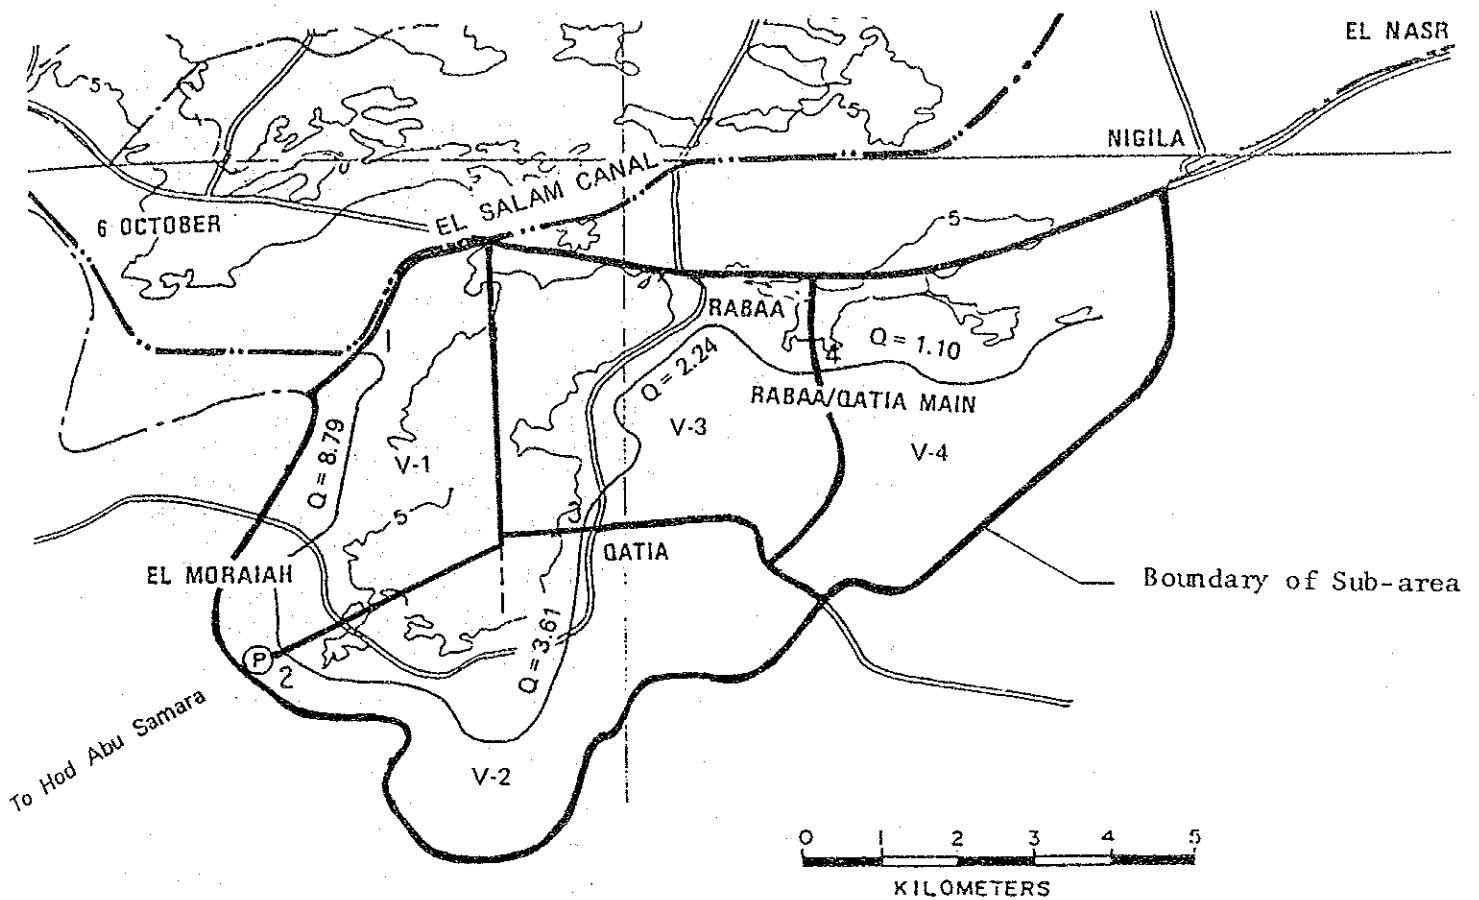 EL NASR
5
5
NIGILA
EL SALAM CANAL
6 OCTOBER
5
1
RABAA
4
Q = 1.10
Q = 2.24
RABAA/QATIA MAIN
Q = 8.79
V-1
V-3
V-4
5
QATIA
EL MORAIAH
Boundary of Sub-area
Q = 3.61
P
2
To Hod Abu Samara
V-2
0 1 2 3 4 5
KILOMETERS